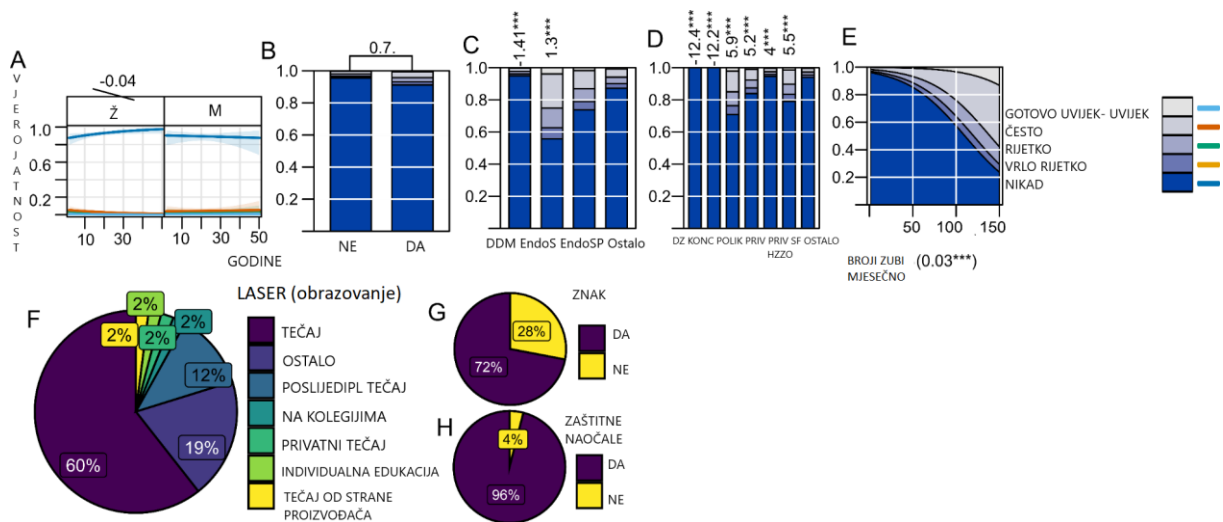 A
VJEROJATNOST
-0.04
Ž M
1.0
0.8
0.6
0.4
0.2
10 30 10 30 50
GODINE
B
0.7.
1.0
0.8
0.6
0.4
0.2
NE DA
C
-1.41***
1.3***
1.0
0.8
0.6
0.4
0.2
DDM EndoS EndoSP Ostalo
D
-12.4***
-12.2***
5.9***
5.2***
4***
5.5***
1.0
0.8
0.6
0.4
0.2
DZ KONC POLIK PRIV PRIV SF OSTALO
HZZO
E
1.0
0.8
0.6
0.4
0.2
50 100 150
BROJI ZUBI
MJESEČNO
(0.03***)
GOTOVO UVIJEK- UVIJEK
ČESTO
RIJETKO
VRLO RIJETKO
NIKAD
F
LASER (obrazovanje)
2%
2%
2%
2%
12%
19%
60%
TEČAJ
OSTALO
POSLIJEDIPL TEČAJ
NA KOLEGIJIMA
PRIVATNI TEČAJ
INDIVIDUALNA EDUKACIJA
TEČAJ OD STRANE
PROIZVOĐAČA
G
ZNAK
28%
72%
DA
NE
H
ZAŠTITNE
NAOČALE
4%
96%
DA
NE